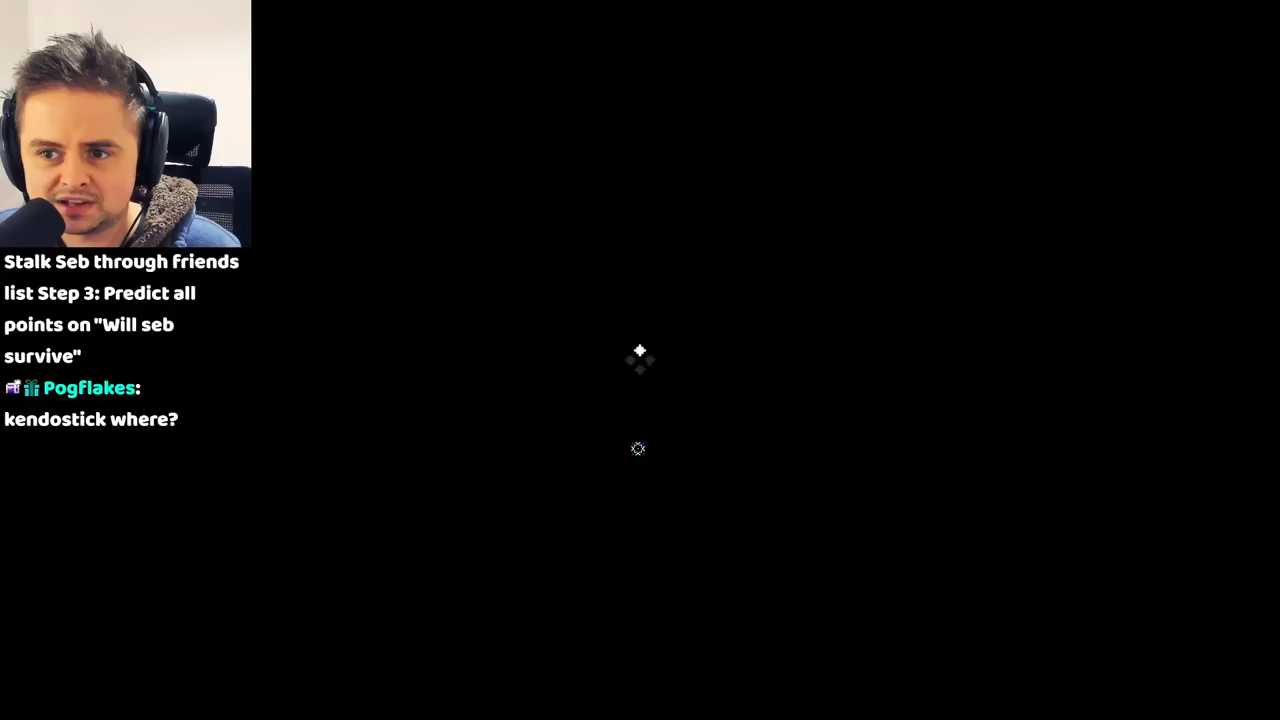 Stalk Seb through friends
list Step 3: Predict all
points on "Will seb
survive"
Pogflakes:
kendostick where?